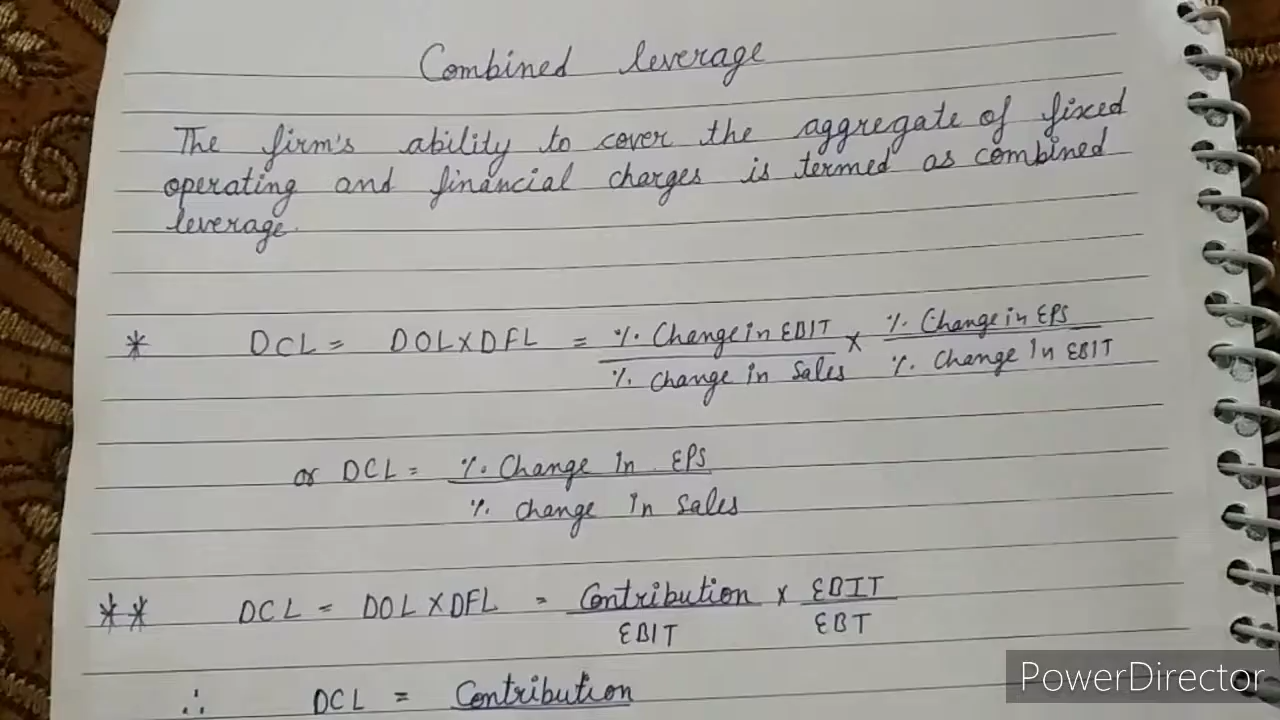 Combined leverage
The firm's ability to cover the aggregate of fixed
operating and financial charges is termed as combined
leverage.
* DCL = DOL X DFL = % Change in EBIT / % Change in Sales X % Change in EPS / % Change in EBIT
or DCL = % Change in EPS / % Change in Sales
** DCL = DOL X DFL = Contribution / EBIT X EBIT / EBT
∴ DCL = Contribution
PowerDirector